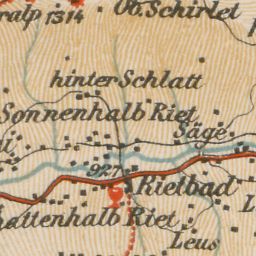 ralp 1314
Ob. Schirlet
hinter Schlatt
Sonnenhalb Riet
Säge
927
Rietbad
hattenhalb Riet
Leus